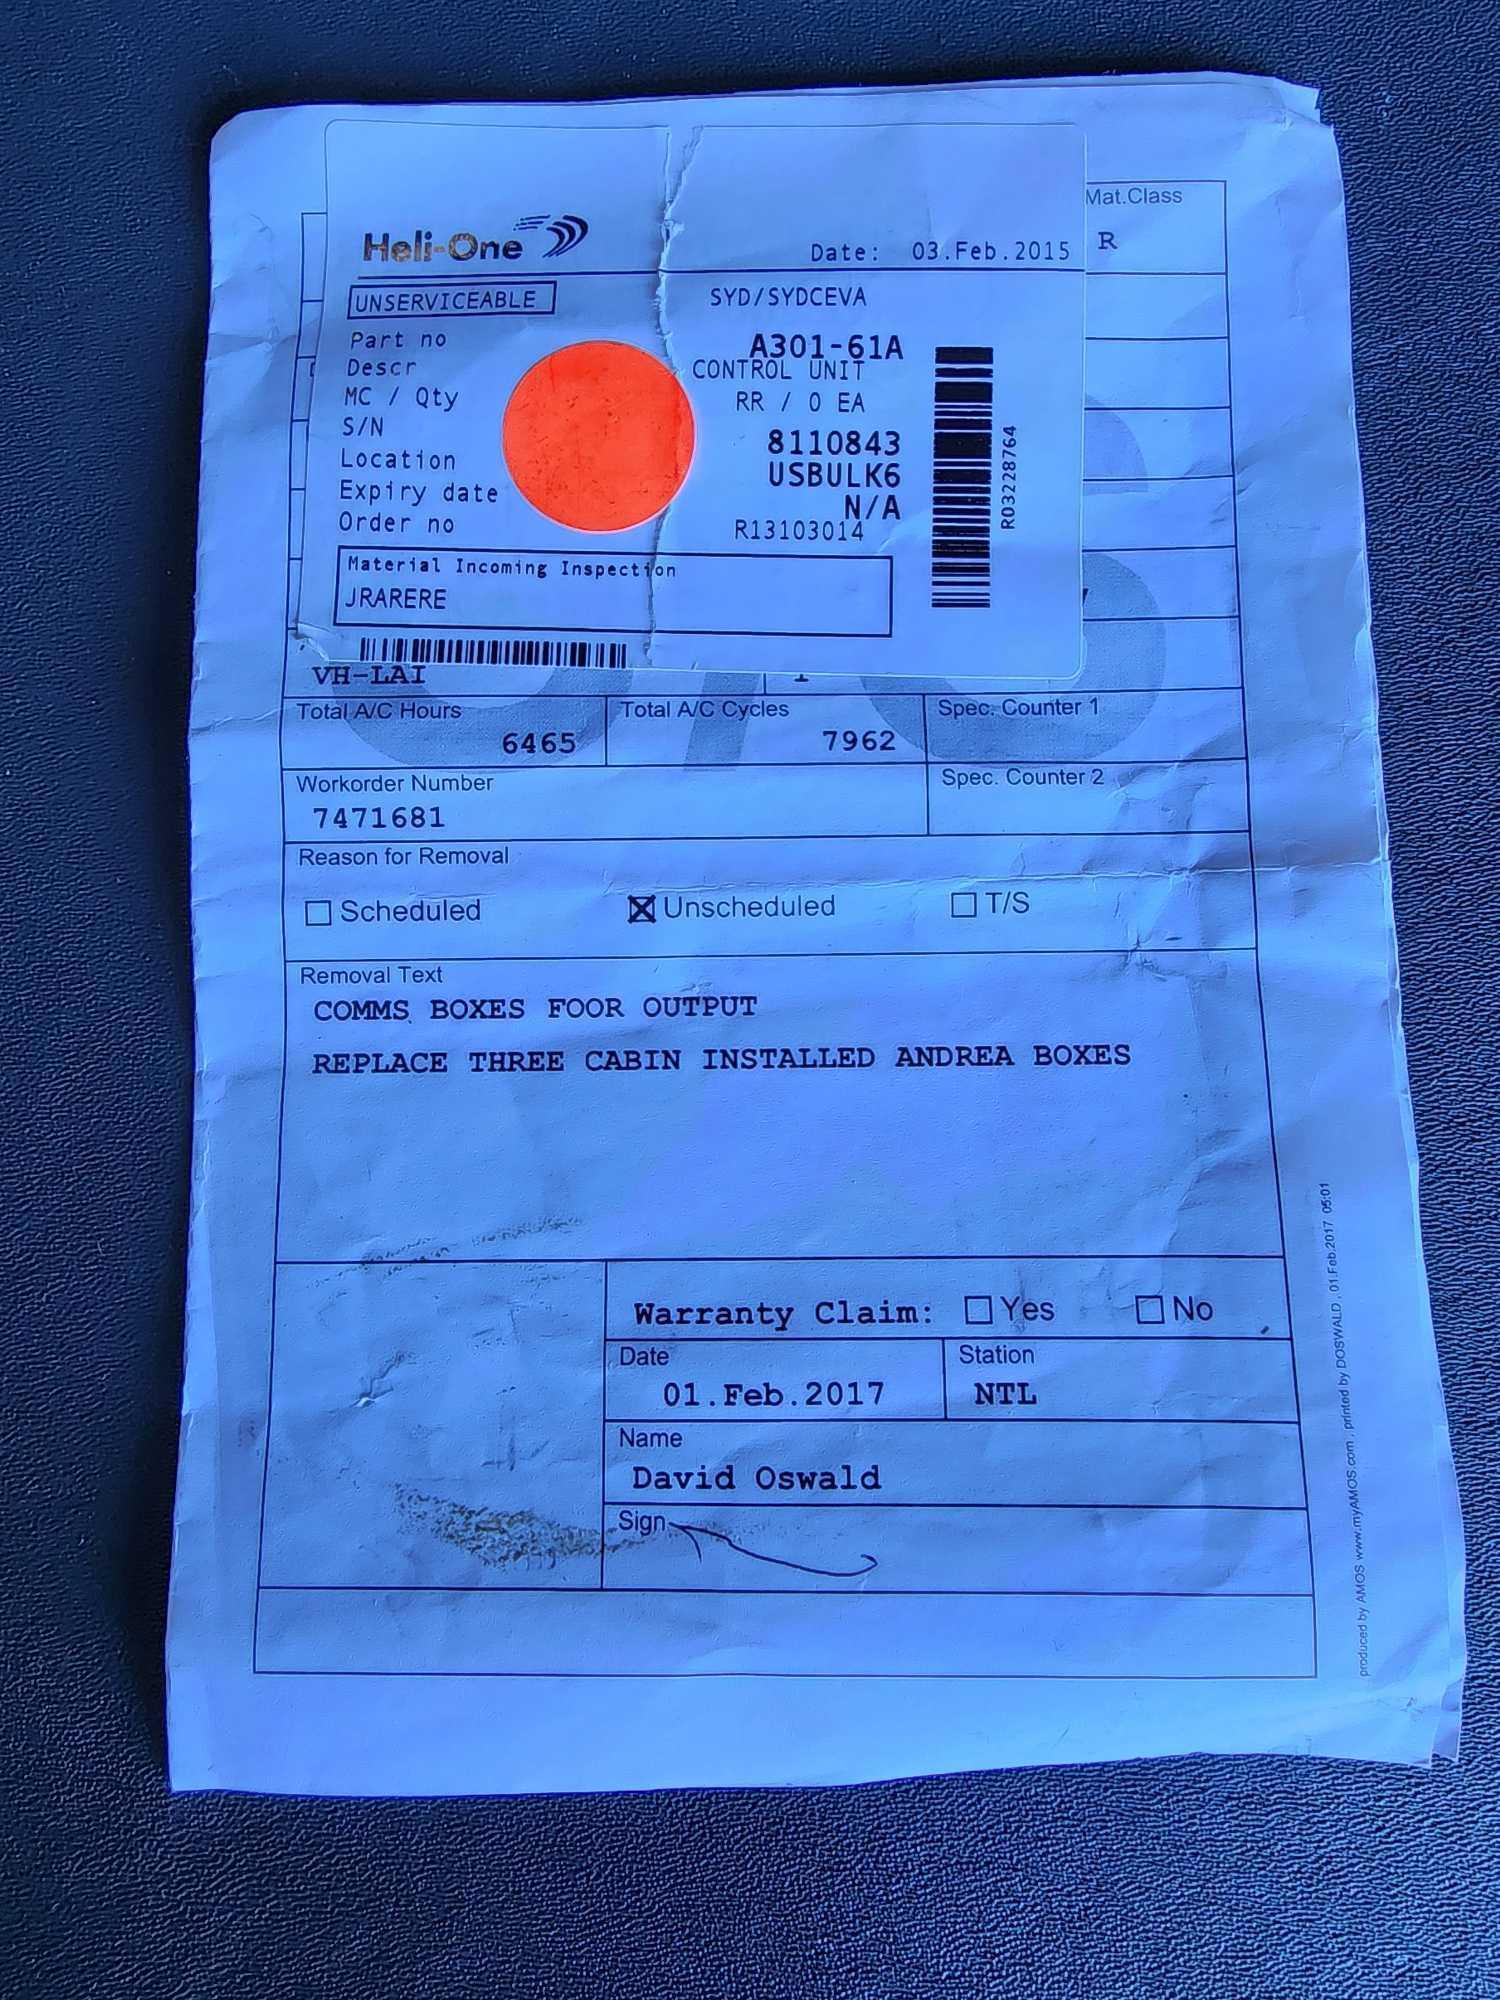 Mat.Class
R
Heli-One
Date: 03.Feb.2015
UNSERVICEABLE
SYD/SYDCEVA
Part no A301-61A
Descr CONTROL UNIT
MC / Qty RR / 0 EA
S/N 8110843
Location USBULK6
Expiry date N/A
Order no R13103014
R03228764
Material Incoming Inspection
JRARERE
VH-LAI
Total A/C Hours Total A/C Cycles Spec. Counter 1
6465 7962
Workorder Number Spec. Counter 2
7471681
Reason for Removal
Scheduled Unscheduled T/S
Removal Text
COMMS BOXES FOOR OUTPUT
REPLACE THREE CABIN INSTALLED ANDREA BOXES
Warranty Claim: Yes No
Date Station
01.Feb.2017 NTL
Name
David Oswald
Sign
produced by AMOS www.myAMOS.com , printed by DOSWALD , 01.Feb.2017 05:01